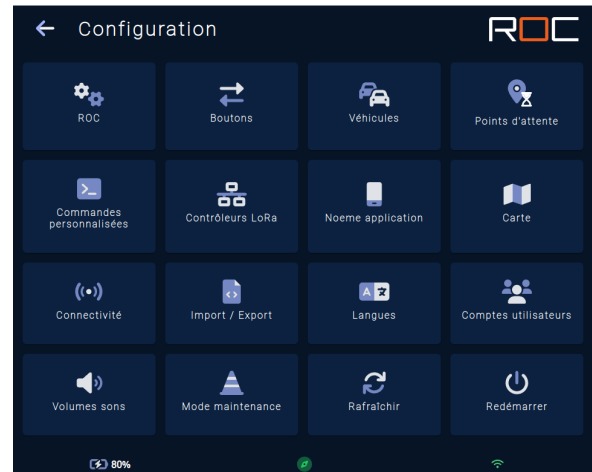 Configuration
ROC
ROC
Boutons
Véhicules
Points d'attente
Commandes
personnalisées
Contrôleurs LoRa
Noeme application
Carte
Connectivité
Import / Export
Langues
Comptes utilisateurs
Volumes sons
Mode maintenance
Rafraîchir
Redémarrer
80%